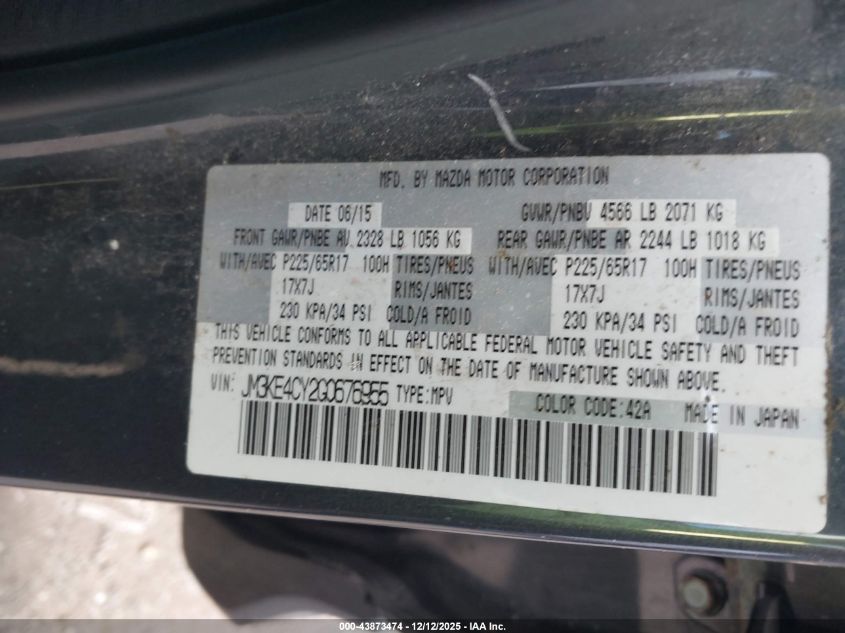 MFD. BY MAZDA MOTOR CORPORATION
DATE 06/15 GVWR/PNBV 4566 LB 2071 KG
FRONT GAWR/PNBE AV 2328 LB 1056 KG REAR GAWR/PNBE AR 2244 LB 1018 KG
WITH/AVEC P225/65R17 100H TIRES/PNEUS WITH/AVEC P225/65R17 100H TIRES/PNEUS
17X7J RIMS/JANTES 17X7J RIMS/JANTES
230 KPA/34 PSI COLD/A FROID 230 KPA/34 PSI COLD/A FROID
THIS VEHICLE CONFORMS TO ALL APPLICABLE FEDERAL MOTOR VEHICLE SAFETY AND THEFT
PREVENTION STANDARDS IN EFFECT ON THE DATE OF MANUFACTURE SHOWN ABOVE.
VIN: JM3KE4CY2G0676955 TYPE:MPV COLOR CODE:42A MADE IN JAPAN
000-43873474 - 12/12/2025 - IAA Inc.